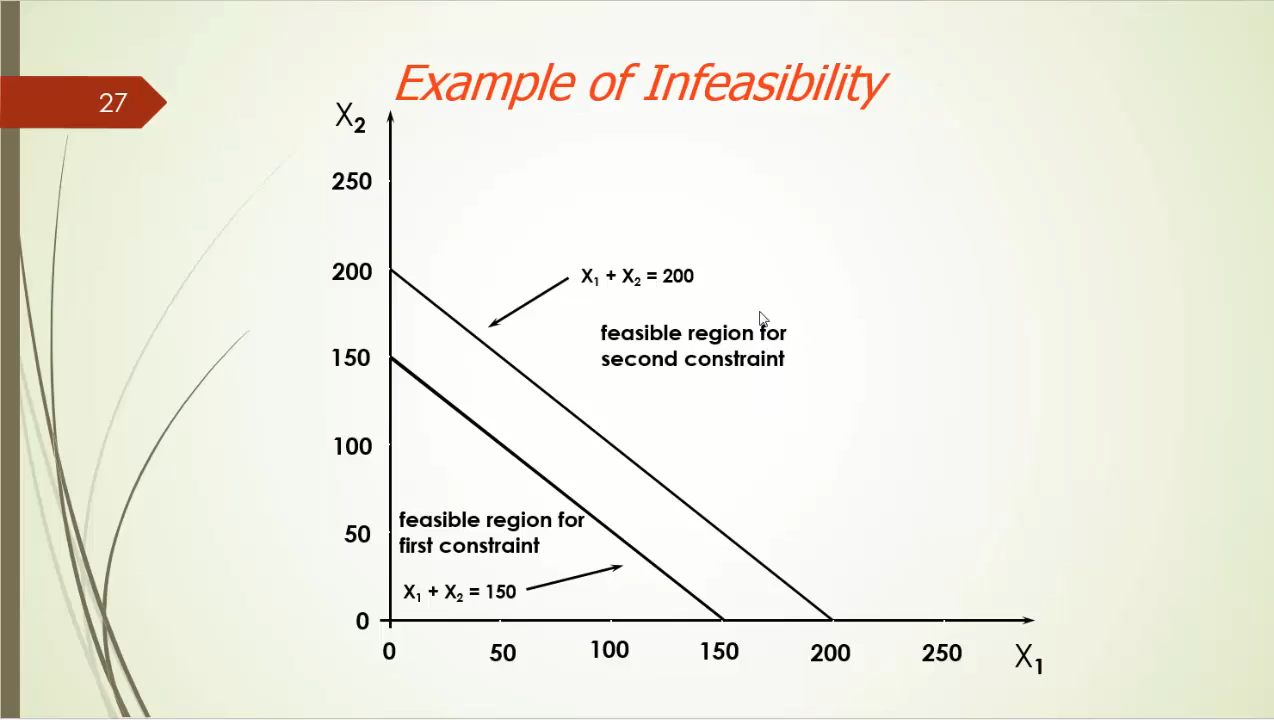 27
Example of Infeasibility
X₂
250
200
X₁ + X₂ = 200
feasible region for
second constraint
150
100
feasible region for
first constraint
50
X₁ + X₂ = 150
0
0 50 100 150 200 250 X₁